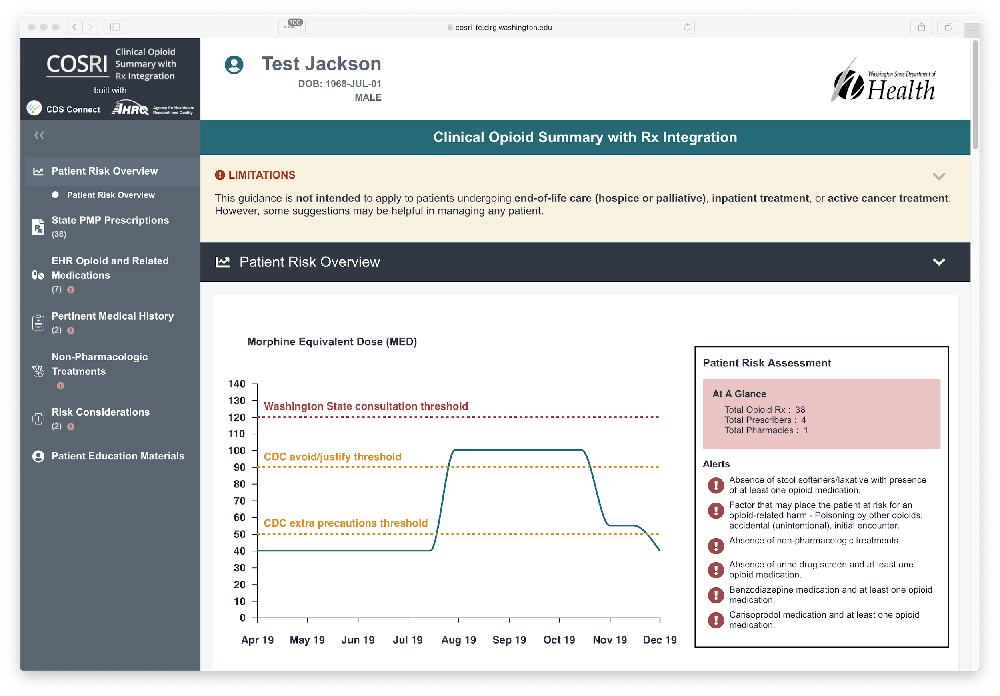 100
cosri-fe.cirg.washington.edu
COSRI
Clinical Opioid
Summary with
Rx Integration
built with
CDS Connect
AHRQ
Agency for Healthcare
Research and Quality
Test Jackson
DOB: 1968-JUL-01
MALE
Washington State Department of
Health
Clinical Opioid Summary with Rx Integration
Patient Risk Overview
Patient Risk Overview
State PMP Prescriptions
(38)
EHR Opioid and Related
Medications
(7)
Pertinent Medical History
(2)
Non-Pharmacologic
Treatments
Risk Considerations
(2)
Patient Education Materials
LIMITATIONS
This guidance is not intended to apply to patients undergoing end-of-life care (hospice or palliative), inpatient treatment, or active cancer treatment.
However, some suggestions may be helpful in managing any patient.
Patient Risk Overview
Morphine Equivalent Dose (MED)
140
130
120
110
100
90
80
70
60
50
40
30
20
10
0
Washington State consultation threshold
CDC avoid/justify threshold
CDC extra precautions threshold
Apr 19 May 19 Jun 19 Jul 19 Aug 19 Sep 19 Oct 19 Nov 19 Dec 19
Patient Risk Assessment
At A Glance
Total Opioid Rx : 38
Total Prescribers : 4
Total Pharmacies : 1
Alerts
Absence of stool softeners/laxative with presence
of at least one opioid medication.
Factor that may place the patient at risk for an
opioid-related harm - Poisoning by other opioids,
accidental (unintentional), initial encounter.
Absence of non-pharmacologic treatments.
Absence of urine drug screen and at least one
opioid medication.
Benzodiazepine medication and at least one opioid
medication.
Carisoprodol medication and at least one opioid
medication.